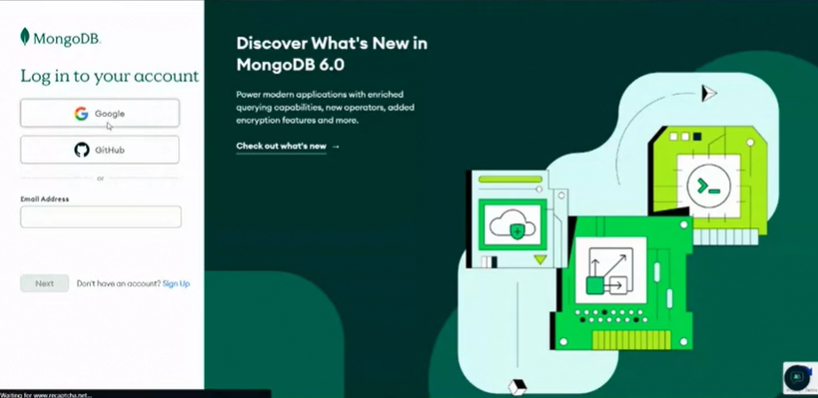 MongoDB.
Log in to your account
Google
GitHub
or
Email Address
Next
Don't have an account? Sign Up
Discover What's New in
MongoDB 6.0
Power modern applications with enriched
querying capabilities, new operators, added
encryption features and more.
Check out what's new →
Waiting for www.recaptcha.net...